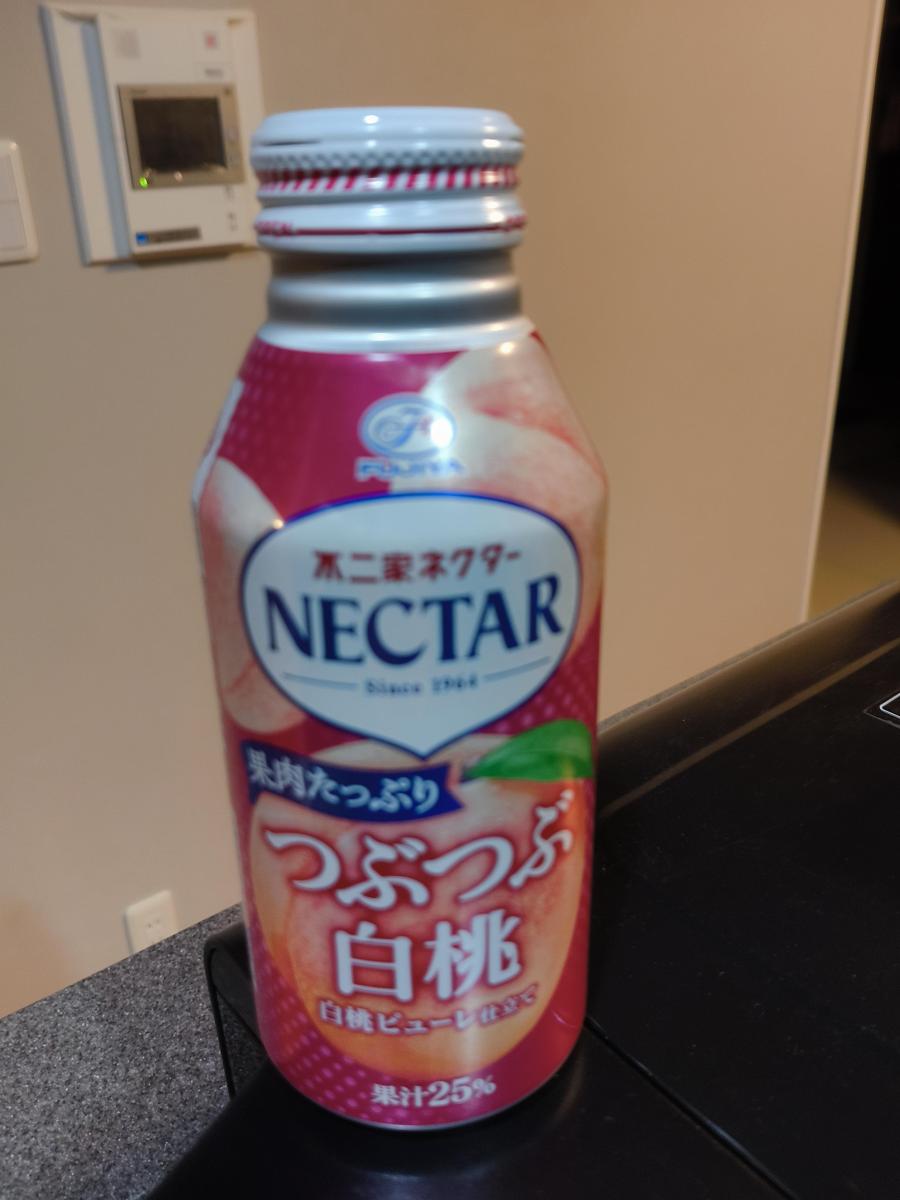 FUJIYA
不二家ネクター
NECTAR
Since 1964
果肉たっぷり
つぶつぶ
白桃
白桃ピューレ仕立て
果汁25%